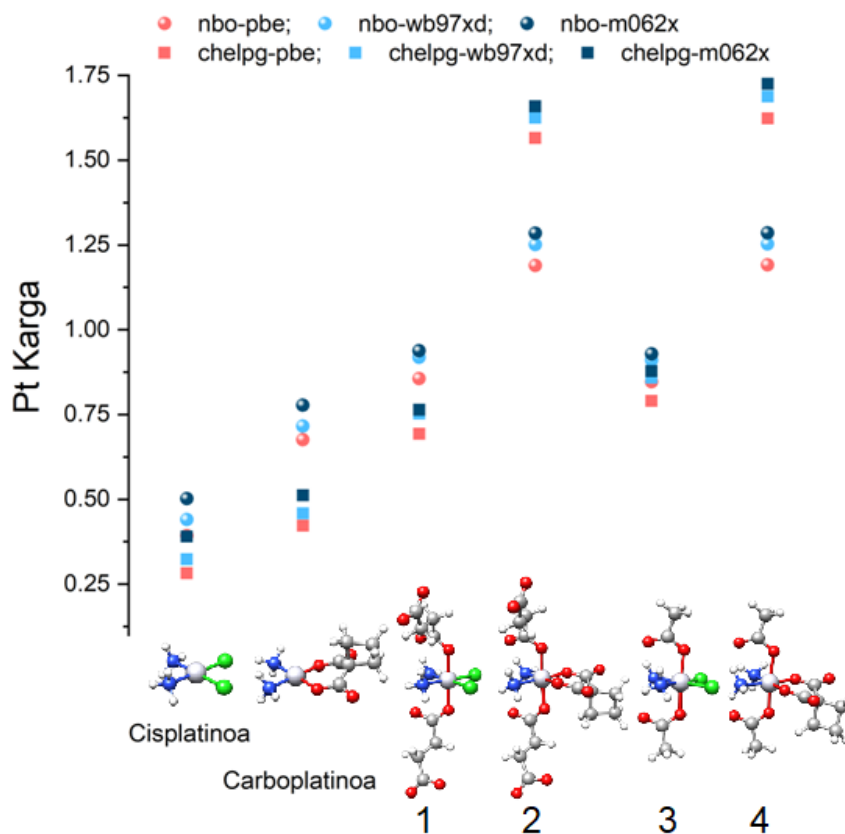 nbo-pbe; nbo-wb97xd; nbo-m062x
chelpg-pbe; chelpg-wb97xd; chelpg-m062x
1.75
1.50
1.25
1.00
0.75
0.50
0.25
Pt Karga
Cisplatinoa
Carboplatinoa
1 2 3 4